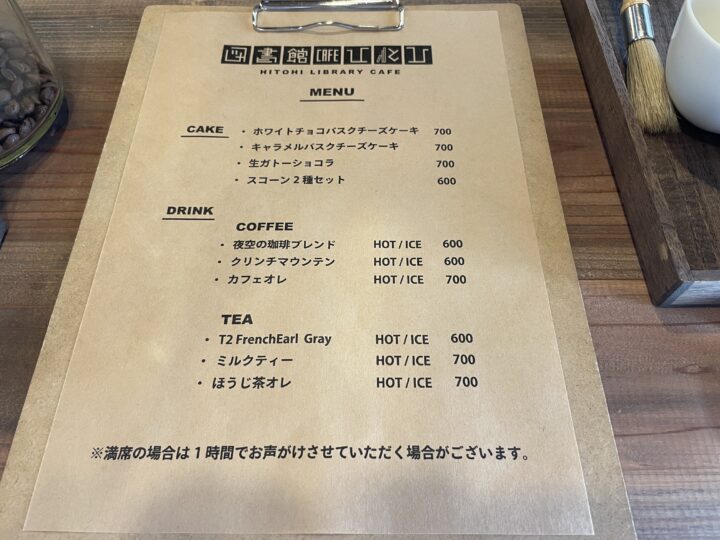 図書館 CAFE ヒトヒ
HITOHI LIBRARY CAFE
MENU
CAKE
・ホワイトチョコバスクチーズケーキ 700
・キャラメルバスクチーズケーキ 700
・生ガトーショコラ 700
・スコーン2種セット 600
DRINK
COFFEE
・夜空の珈琲ブレンド HOT / ICE 600
・クリンチマウンテン HOT / ICE 600
・カフェオレ HOT / ICE 700
TEA
・T2 FrenchEarl Gray HOT / ICE 600
・ミルクティー HOT / ICE 700
・ほうじ茶オレ HOT / ICE 700
※満席の場合は1時間でお声がけさせていただく場合がございます。